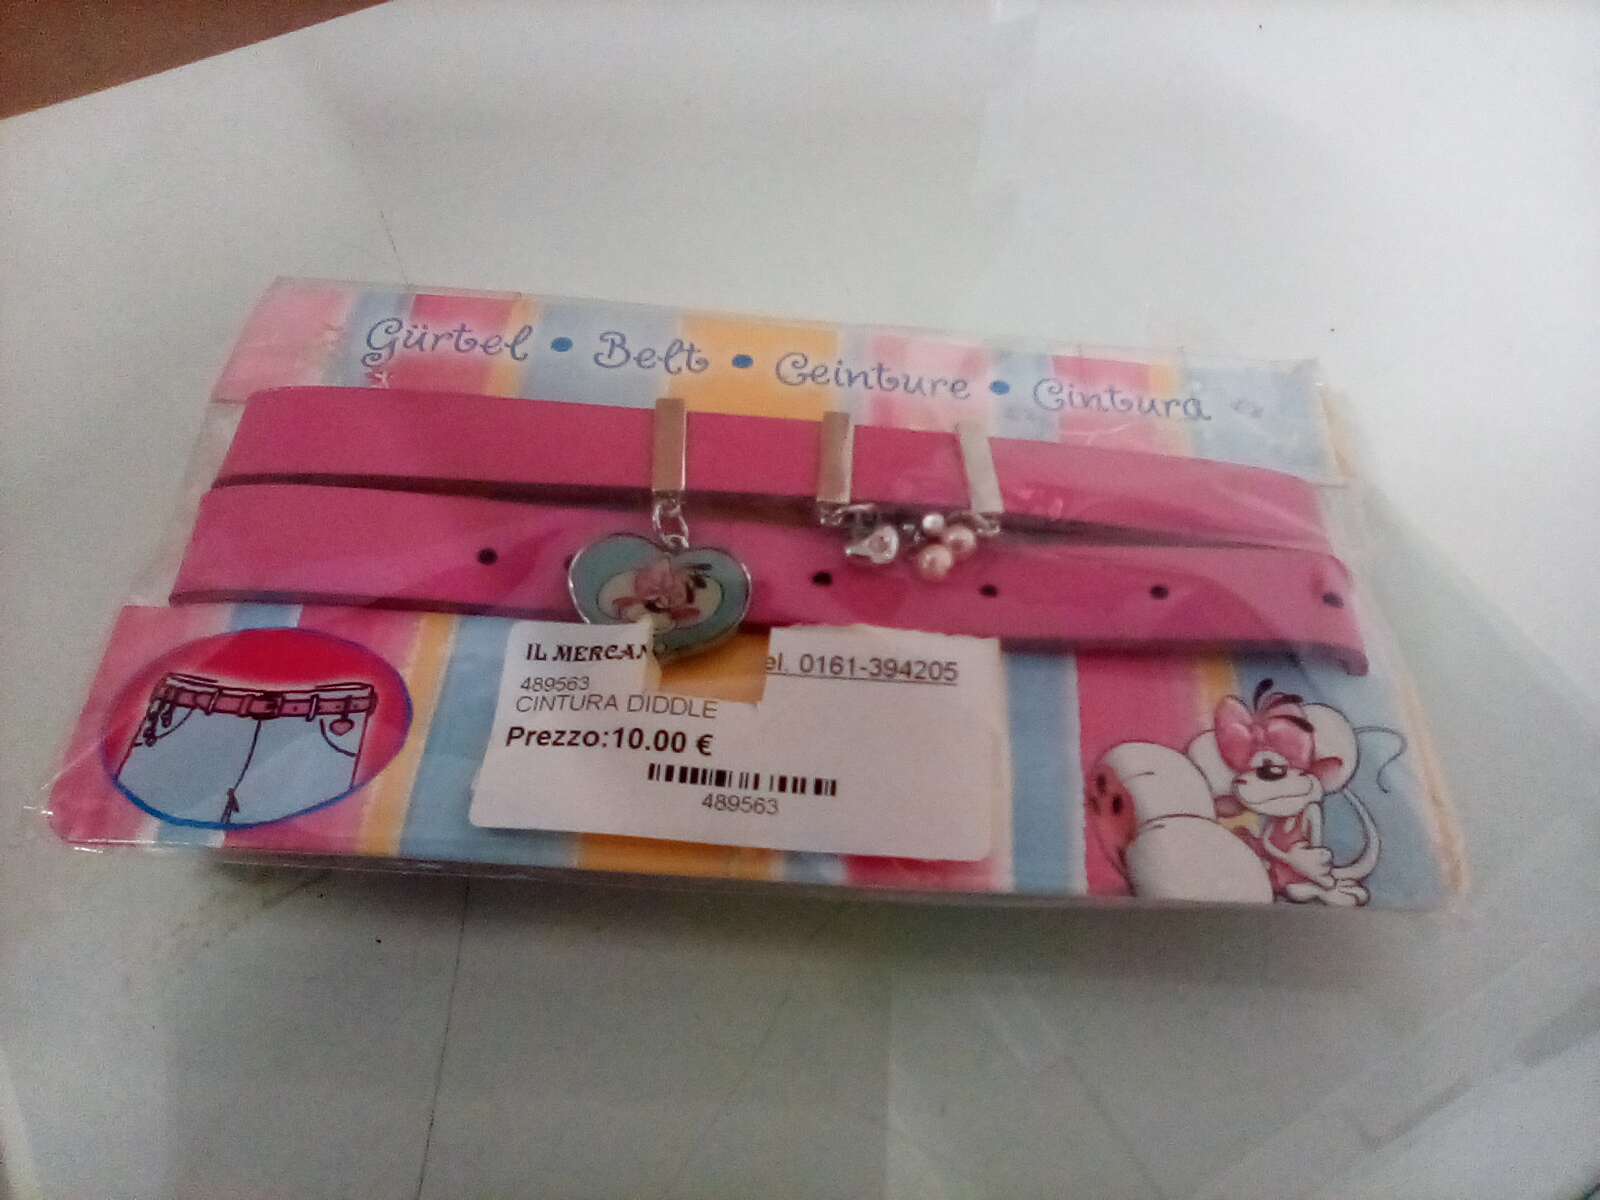 Gürtel • Belt • Ceinture • Cintura
IL MERCAN el. 0161-394205
489563
CINTURA DIDDLE
Prezzo:10.00 €
489563